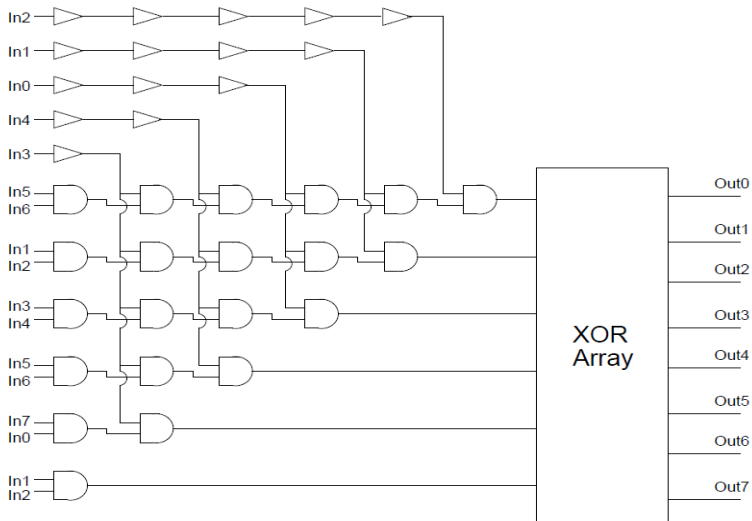 In2
In1
In0
In4
In3
In5
In6
In1
In2
In3
In4
In5
In6
In7
In0
In1
In2
XOR
Array
Out0
Out1
Out2
Out3
Out4
Out5
Out6
Out7